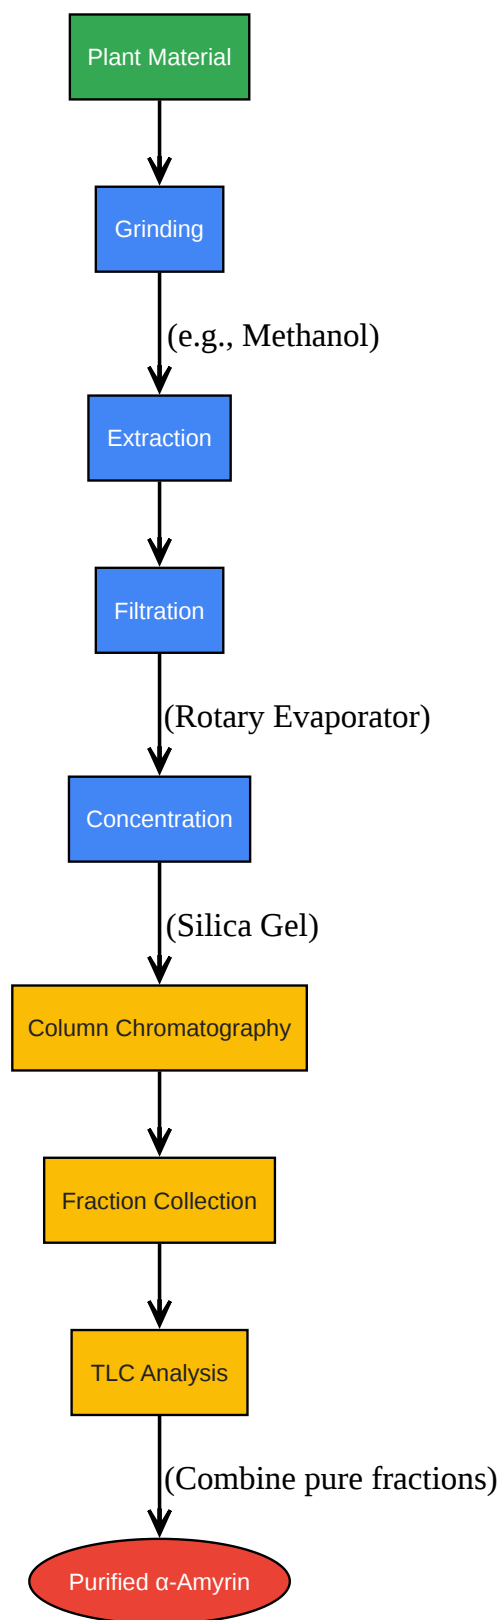 Plant Material
Grinding
(e.g., Methanol)
Extraction
Filtration
(Rotary Evaporator)
Concentration
(Silica Gel)
Column Chromatography
Fraction Collection
TLC Analysis
(Combine pure fractions)
Purified α-Amyrin